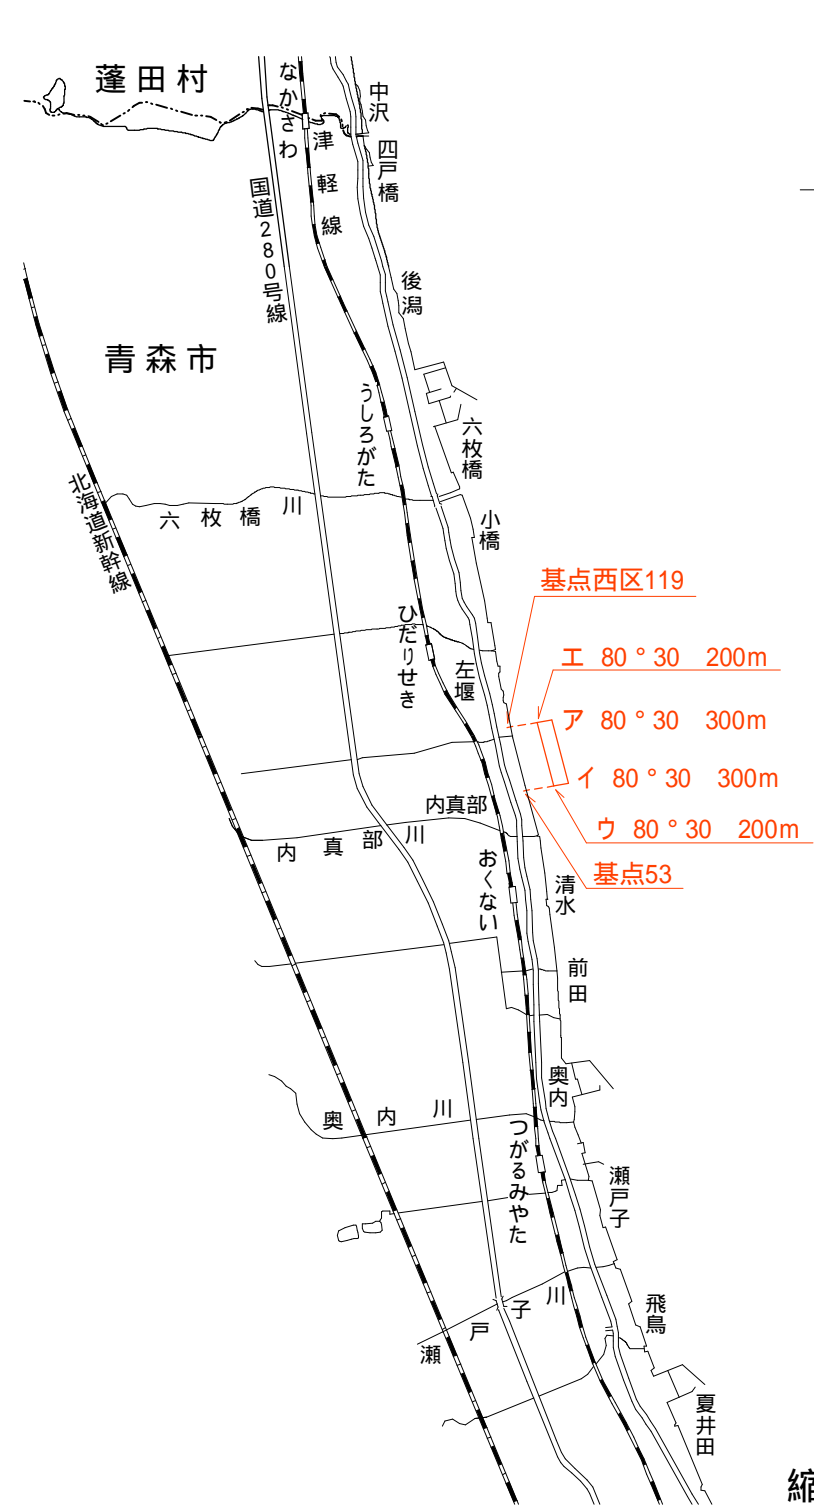 蓬田村
なかさわ
中沢
津軽線
四戸橋
国道280号線
後潟
青森市
うしろがた
六枚橋
北海道新幹線
六枚橋川
小橋
基点西区119
ひだりせき
左堰
エ 80°30 200m
ア 80°30 300m
イ 80°30 300m
内真部
ウ 80°30 200m
内真部川
おくない
基点53
清水
前田
奥内
奥内川
つがるみやた
瀬戸子
飛鳥
瀬戸子川
夏井田
縮